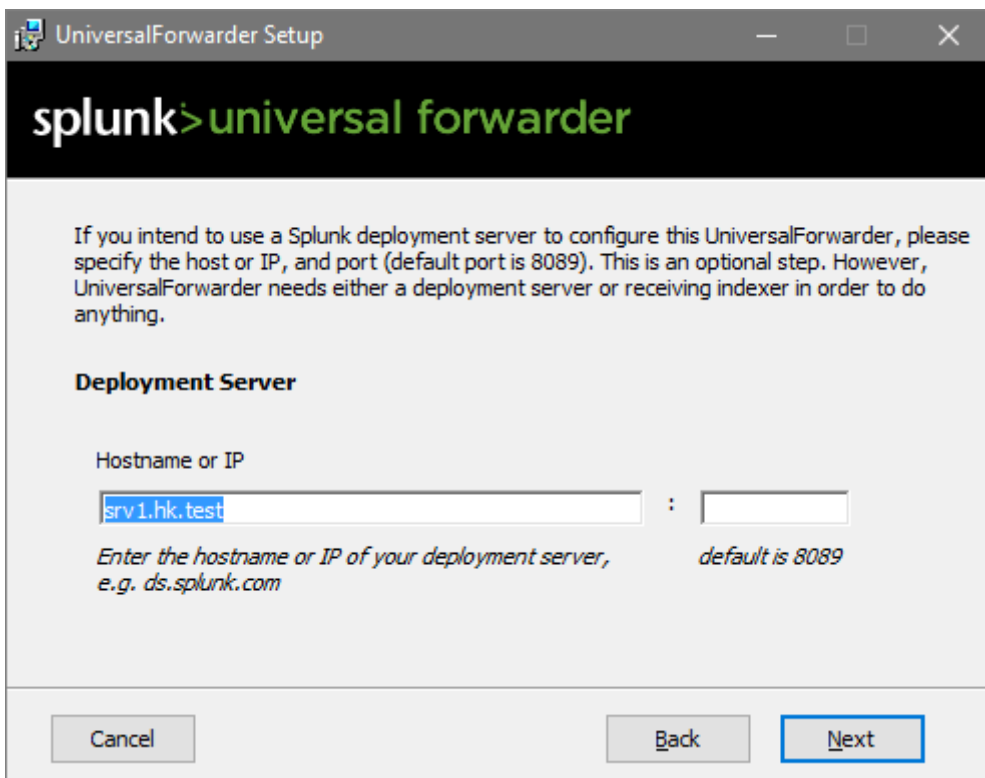 UniversalForwarder Setup
splunk>universal forwarder
If you intend to use a Splunk deployment server to configure this UniversalForwarder, please
specify the host or IP, and port (default port is 8089). This is an optional step. However,
UniversalForwarder needs either a deployment server or receiving indexer in order to do
anything.
Deployment Server
Hostname or IP
srv1.hk.test :
Enter the hostname or IP of your deployment server, default is 8089
e.g. ds.splunk.com
Cancel Back Next